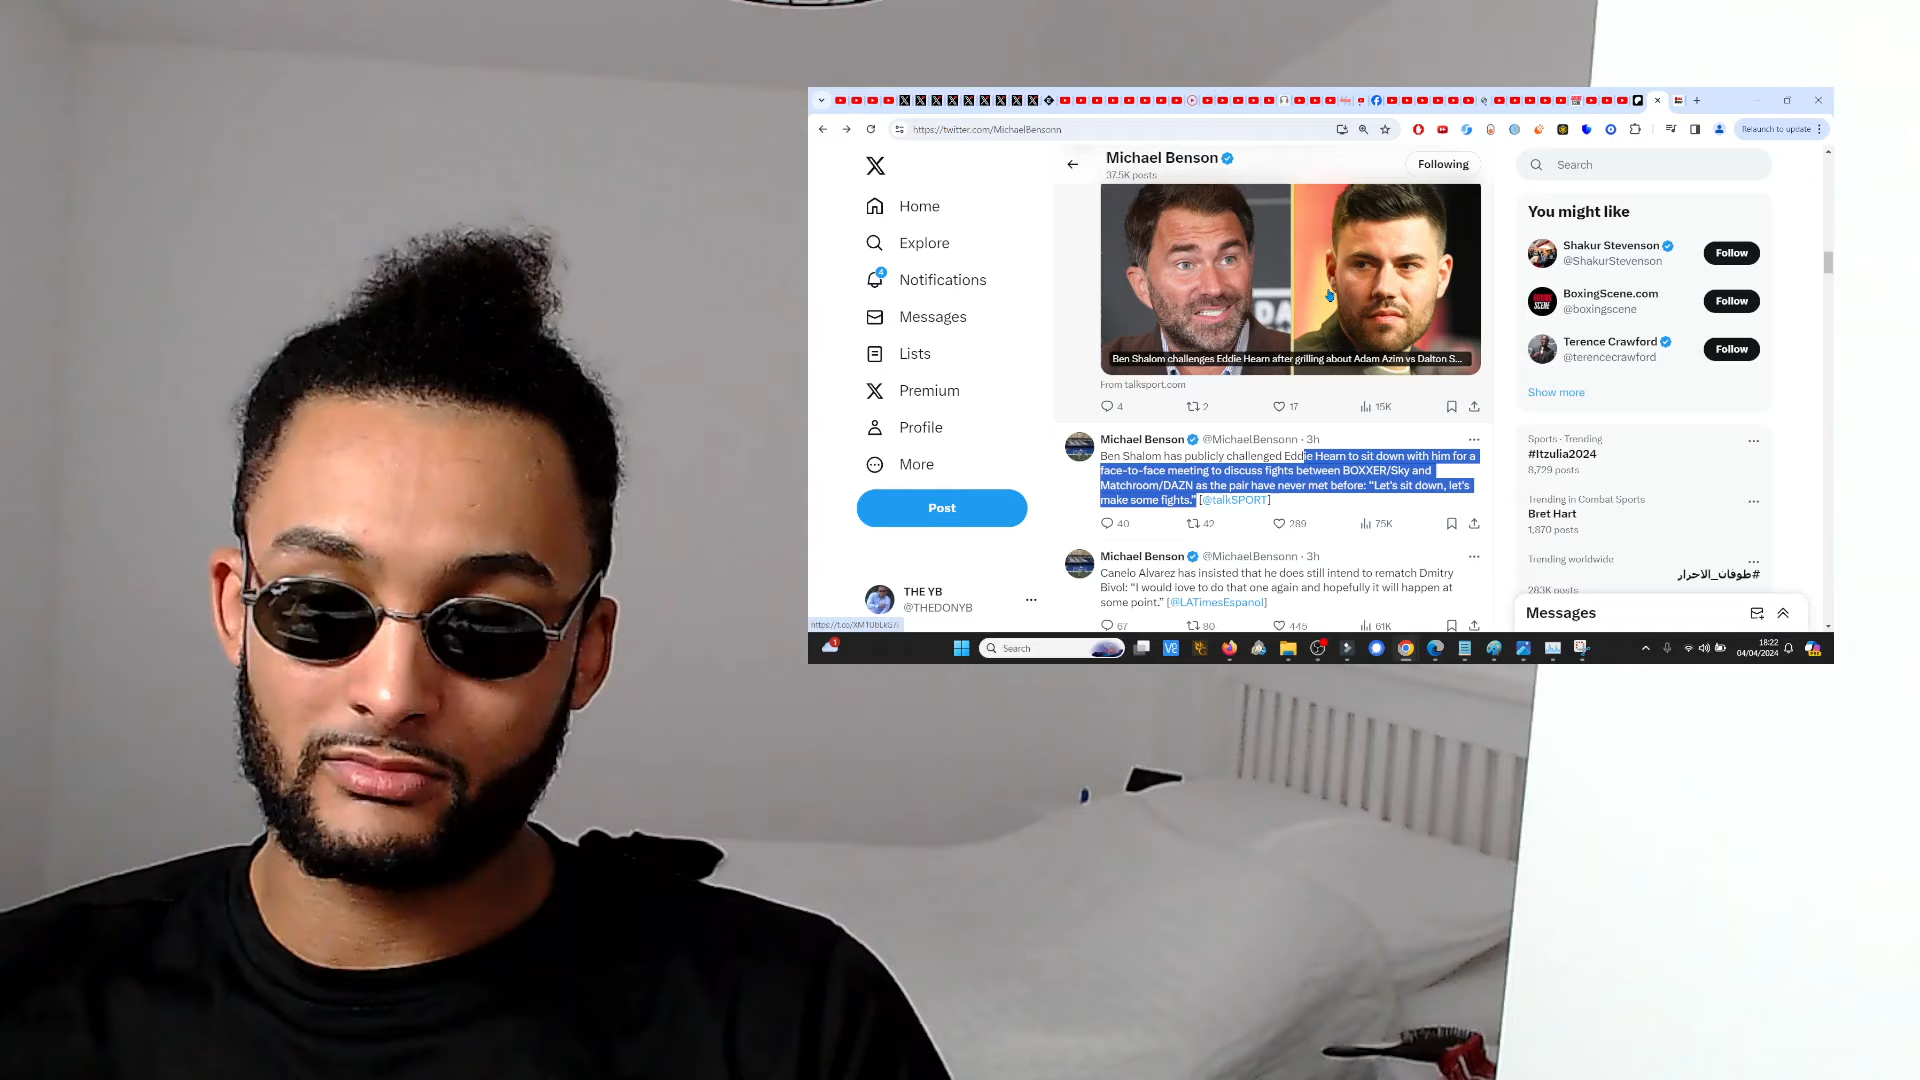 https://twitter.com/MichaelBensonn
Relaunch to update
Michael Benson
37.5K posts
Following
Search
Home
Explore
4
Notifications
Messages
Lists
Premium
Profile
More
Post
THE YB
@THEDONYB
Ben Shalom challenges Eddie Hearn after grilling about Adam Azim vs Dalton S...
From talksport.com
4
2
17
15K
Michael Benson @MichaelBensonn · 3h
Ben Shalom has publicly challenged Eddie Hearn to sit down with him for a
face-to-face meeting to discuss fights between BOXXER/Sky and
Matchroom/DAZN as the pair have never met before: “Let's sit down, let's
make some fights.” [@talkSPORT]
40
42
289
75K
Michael Benson @MichaelBensonn · 3h
Canelo Alvarez has insisted that he does still intend to rematch Dmitry
Bivol: “I would love to do that one again and hopefully it will happen at
some point.” [@LATimesEspanol]
67
80
445
61K
You might like
Shakur Stevenson
@ShakurStevenson
Follow
BoxingScene.com
@boxingscene
Follow
Terence Crawford
@terencecrawford
Follow
Show more
Sports · Trending
#Itzulia2024
8,729 posts
Trending in Combat Sports
Bret Hart
1,870 posts
Trending worldwide
#طوفان_الاحرار
283K posts
Messages
1
Search
18:22
04/04/2024